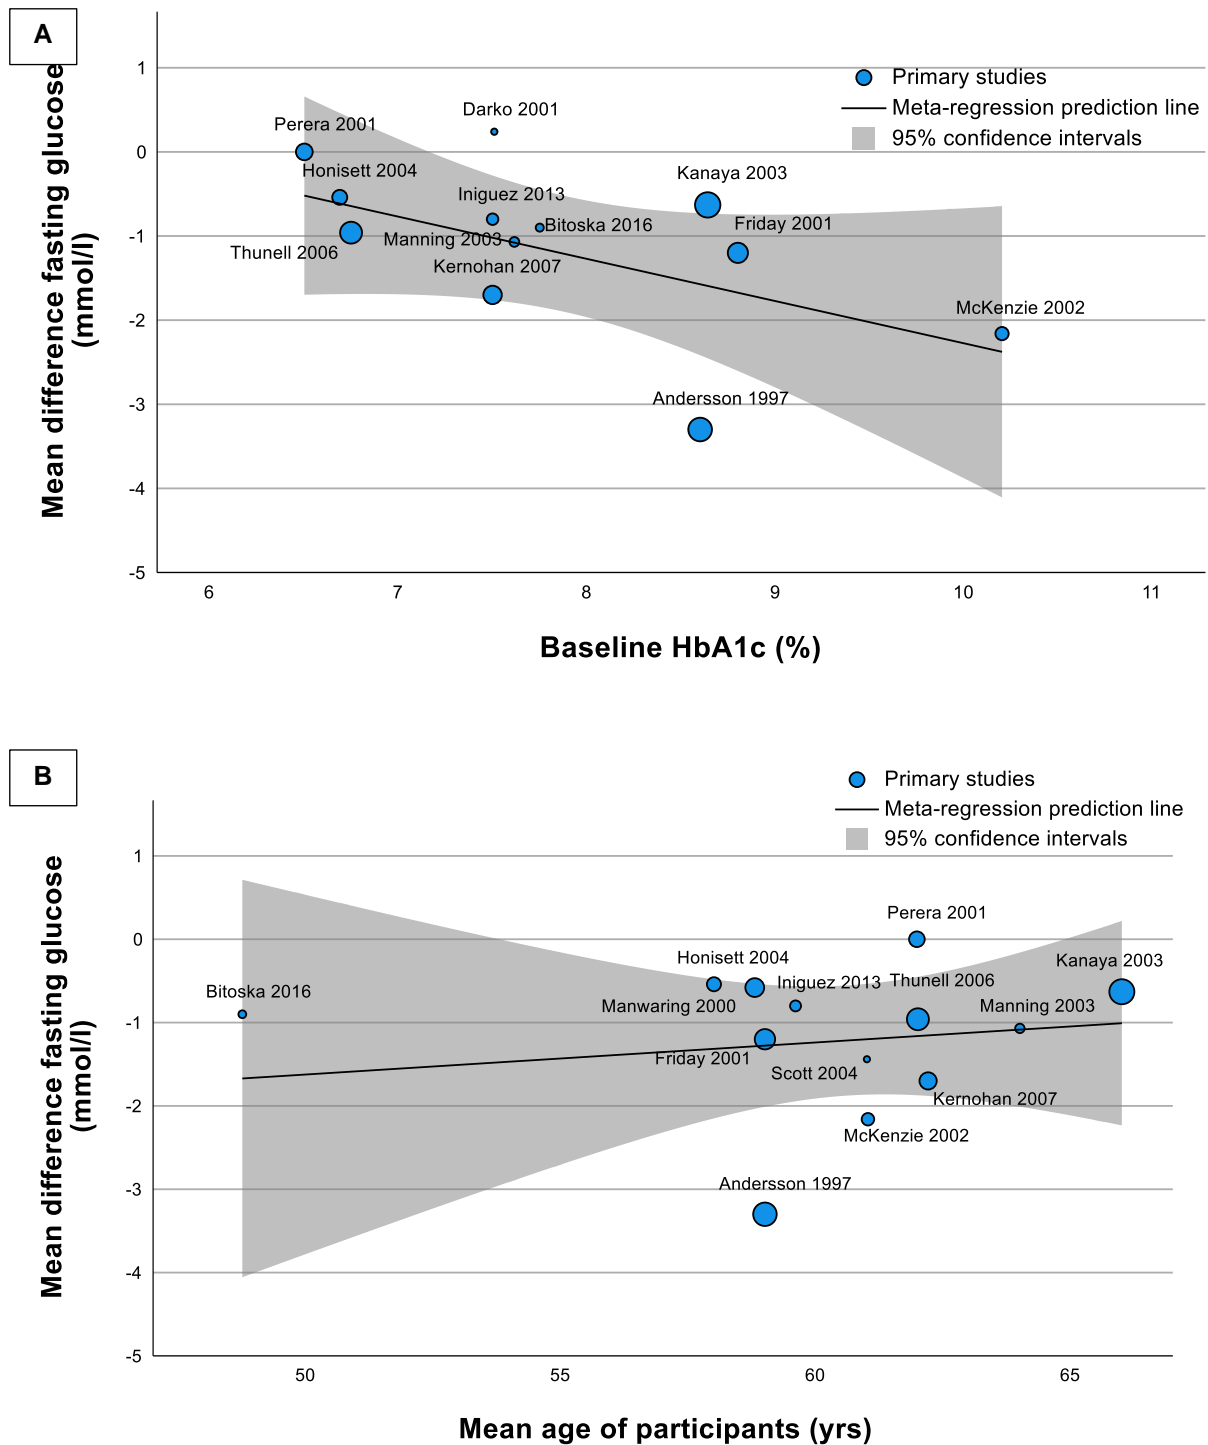 A
Mean difference fasting glucose
(mmol/l)
1
0
-1
-2
-3
-4
-5
Primary studies
Meta-regression prediction line
95% confidence intervals
Darko 2001
Perera 2001
Honisett 2004
Kanaya 2003
Iniguez 2013
Bitoska 2016
Friday 2001
Manning 2003
Thunell 2006
Kernohan 2007
McKenzie 2002
Andersson 1997
6 7 8 9 10 11
Baseline HbA1c (%)
B
Mean difference fasting glucose
(mmol/l)
1
0
-1
-2
-3
-4
-5
Primary studies
Meta-regression prediction line
95% confidence intervals
Perera 2001
Honisett 2004
Kanaya 2003
Iniguez 2013
Thunell 2006
Bitoska 2016
Manwaring 2000
Manning 2003
Friday 2001
Scott 2004
Kernohan 2007
McKenzie 2002
Andersson 1997
50 55 60 65
Mean age of participants (yrs)